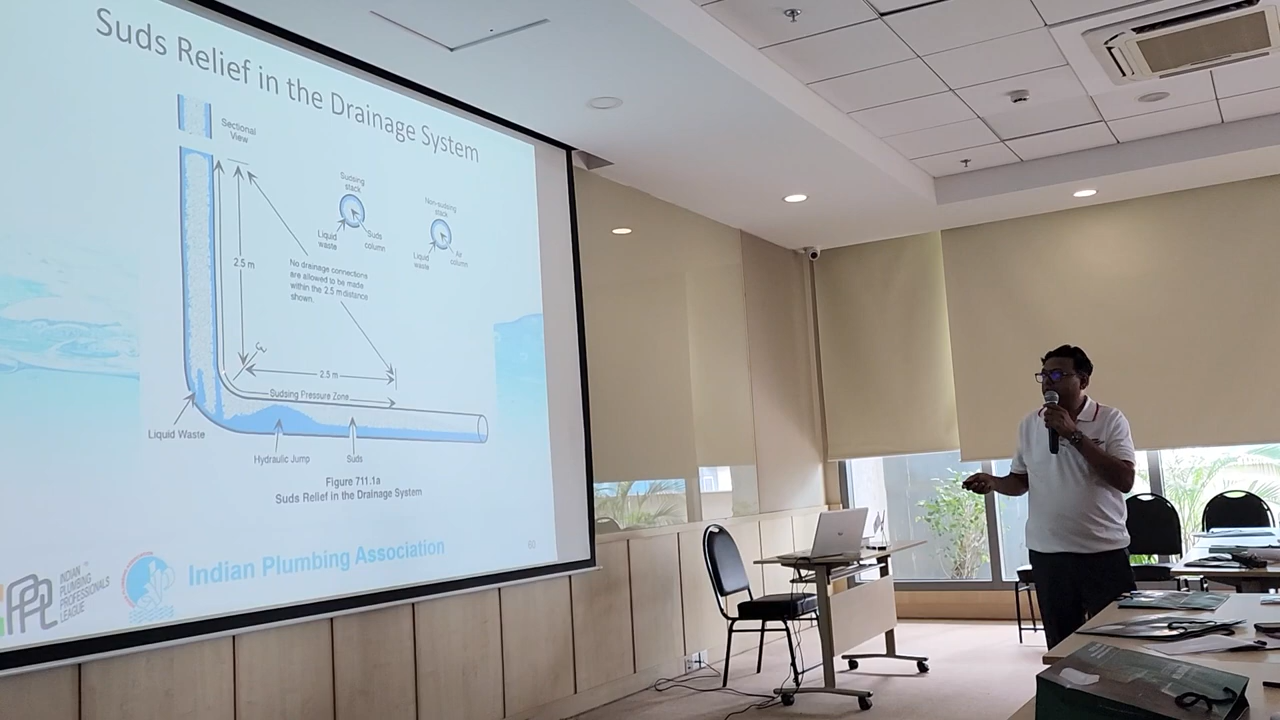 Suds Relief in the Drainage System
Sectional
View
Sudsing
stack
Liquid
waste
Suds
column
Non-sudsing
stack
Liquid
waste
Air
column
2.5 m
No drainage connections
are allowed to be made
within the 2.5 m distance
shown.
2.5 m
Sudsing Pressure Zone
Liquid Waste
Hydraulic Jump
Suds
Figure 711.1a
Suds Relief in the Drainage System
IPPL
INDIAN
PLUMBING
PROFESSIONALS
LEAGUE
TM
Indian Plumbing Association
60